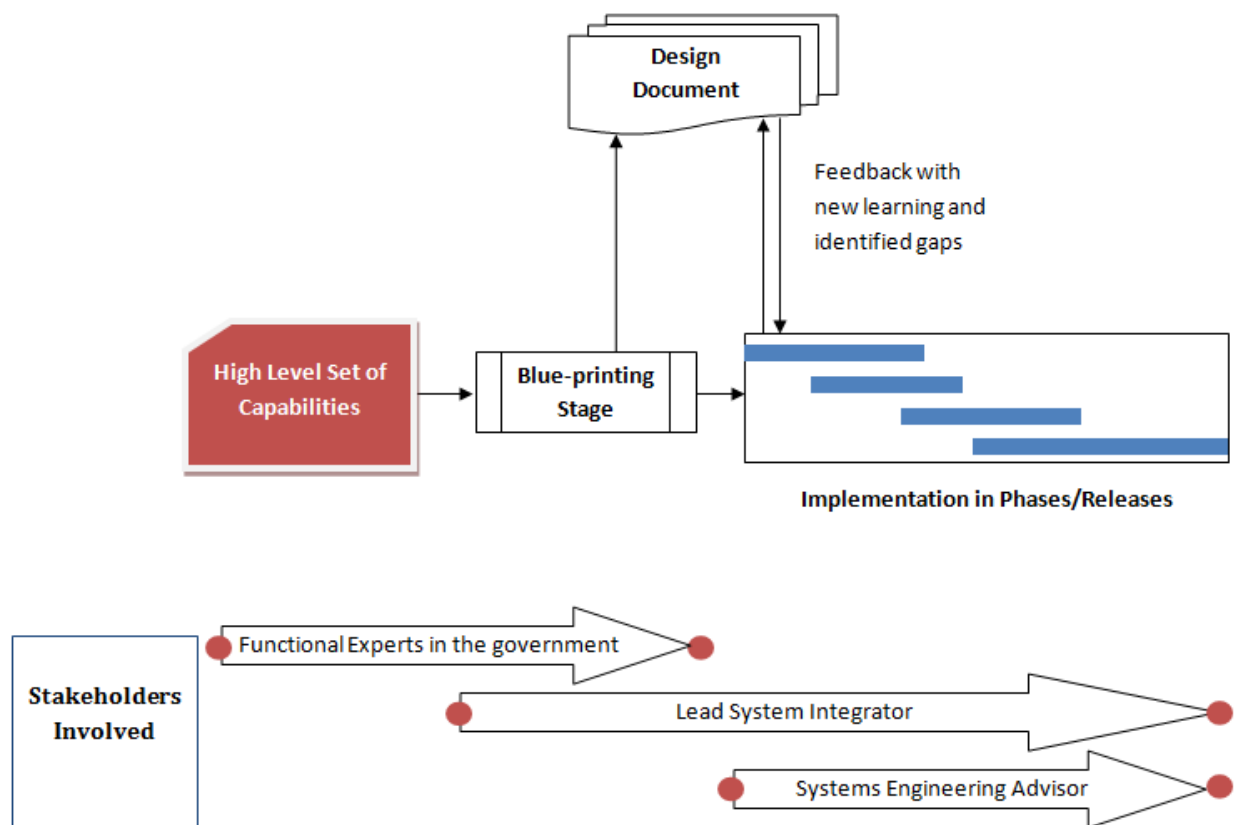 Design
Document
Feedback with
new learning and
identified gaps
High Level Set of
Capabilities
Blue-printing
Stage
Implementation in Phases/Releases
Functional Experts in the government
Stakeholders
Involved
Lead System Integrator
Systems Engineering Advisor